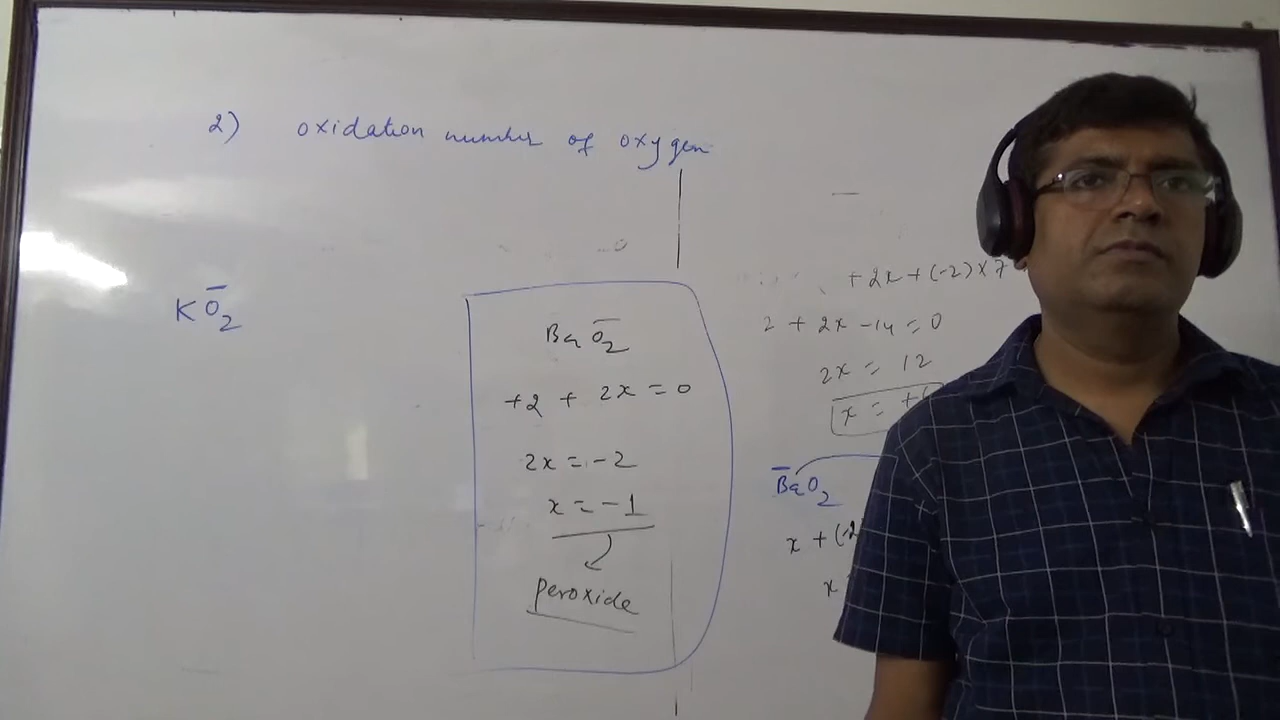 2) oxidation number of oxygen
KO̅₂
BaO̅₂
+2 + 2x = 0
2x = -2
x = -1
peroxide
+2x + (-2) x 7
2 + 2x - 14 = 0
2x = 12
x = +
B̅aO₂
x + (-2
x